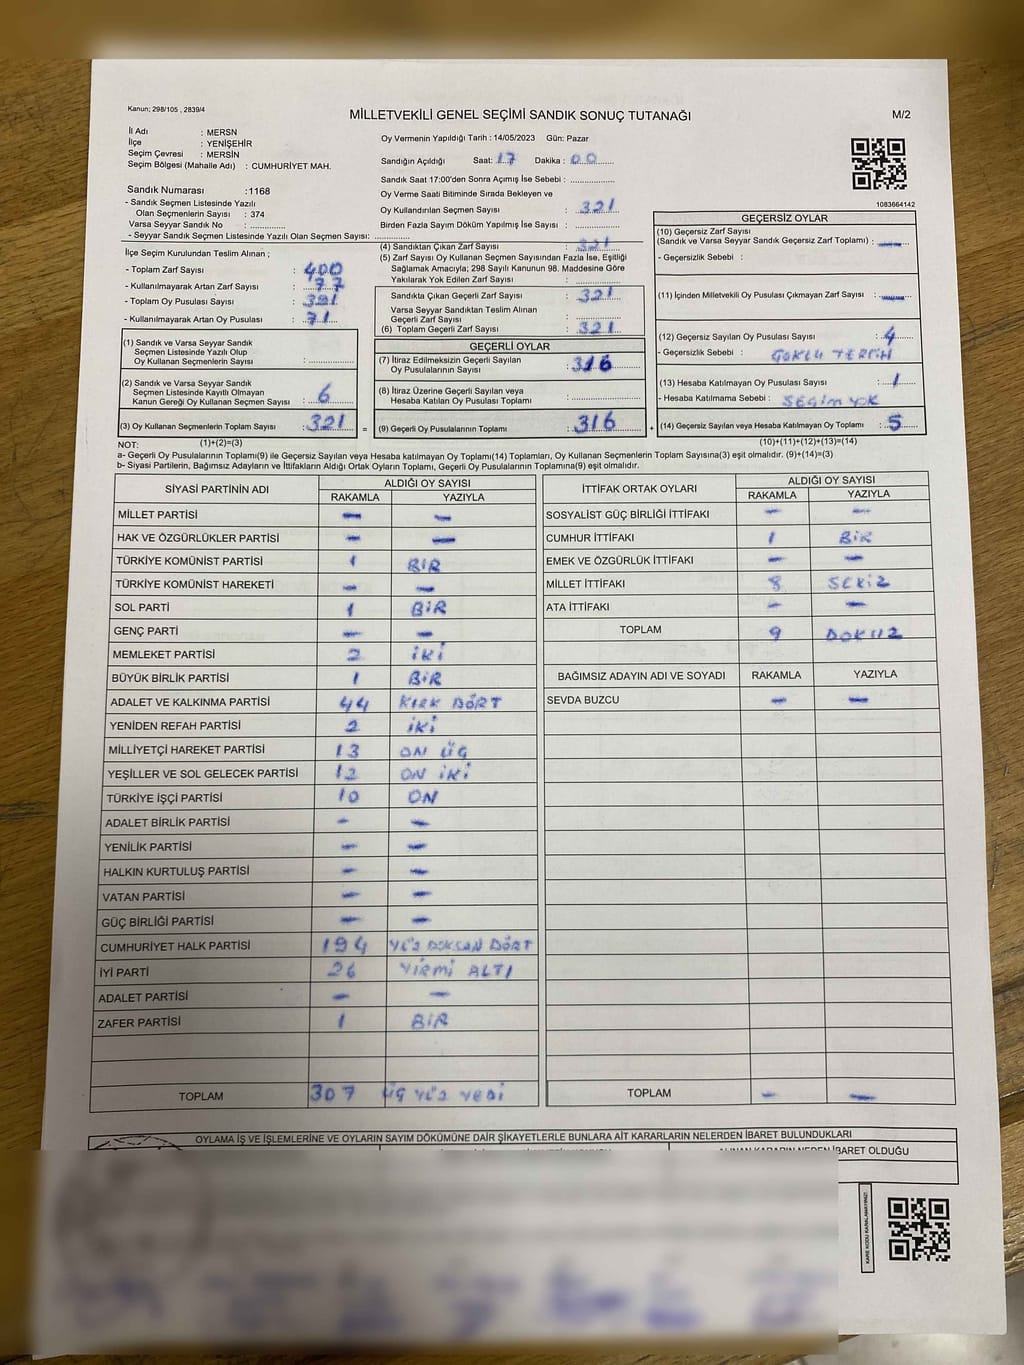 Kanun; 298/105 , 2839/4
MİLLETVEKİLİ GENEL SEÇİMİ SANDIK SONUÇ TUTANAĞI
M/2
İl Adı : MERSN
İlçe : YENİŞEHİR
Seçim Çevresi : MERSİN
Seçim Bölgesi (Mahalle Adı) : CUMHURİYET MAH.
Sandık Numarası :1168
- Sandık Seçmen Listesinde Yazılı
Olan Seçmenlerin Sayısı : 374
Varsa Seyyar Sandık No : ............
- Seyyar Sandık Seçmen Listesinde Yazılı Olan Seçmen Sayısı: ............
Oy Vermenin Yapıldığı Tarih : 14/05/2023 Gün: Pazar
Sandığın Açıldığı Saat: 17 Dakika : 00
Sandık Saat 17:00'den Sonra Açımış İse Sebebi : ............
Oy Verme Saati Bitiminde Sırada Bekleyen ve
Oy Kullandırılan Seçmen Sayısı : 321
Birden Fazla Sayım Döküm Yapılmış İse Sayısı : ............
1083664142
İlçe Seçim Kurulundan Teslim Alınan ;
- Toplam Zarf Sayısı : 400
- Kullanılmayarak Artan Zarf Sayısı : 77
- Toplam Oy Pusulası Sayısı : 391
- Kullanılmayarak Artan Oy Pusulası : 71
(1) Sandık ve Varsa Seyyar Sandık
Seçmen Listesinde Yazılı Olup
Oy Kullanan Seçmenlerin Sayısı : ............
(2) Sandık ve Varsa Seyyar Sandık
Seçmen Listesinde Kayıtlı Olmayan
Kanun Gereği Oy Kullanan Seçmen Sayısı : 6
(3) Oy Kullanan Seçmenlerin Toplam Sayısı : 321 =
(1)+(2)=(3)
(4) Sandıktan Çıkan Zarf Sayısı : 321
(5) Zarf Sayısı Oy Kullanan Seçmen Sayısından Fazla İse, Eşitliği
Sağlamak Amacıyla; 298 Sayılı Kanunun 98. Maddesine Göre
Yakılarak Yok Edilen Zarf Sayısı : ............
Sandıkta Çıkan Geçerli Zarf Sayısı : 321
Varsa Seyyar Sandıktan Teslim Alınan
Geçerli Zarf Sayısı : ............
(6) Toplam Geçerli Zarf Sayısı : 321
GEÇERLİ OYLAR
(7) İtiraz Edilmeksizin Geçerli Sayılan
Oy Pusulalarının Sayısı : 316
(8) İtiraz Üzerine Geçerli Sayılan veya
Hesaba Katılan Oy Pusulası Toplamı : ............
(9) Geçerli Oy Pusulalarının Toplamı : 316 +
GEÇERSİZ OYLAR
(10) Geçersiz Zarf Sayısı
(Sandık ve Varsa Seyyar Sandık Geçersiz Zarf Toplamı) : —
- Geçersizlik Sebebi :
(11) İçinden Milletvekili Oy Pusulası Çıkmayan Zarf Sayısı : —
(12) Geçersiz Sayılan Oy Pusulası Sayısı : 4
- Geçersizlik Sebebi : ÇOKLU TERCİH
(13) Hesaba Katılmayan Oy Pusulası Sayısı : 1
- Hesaba Katılmama Sebebi : SEÇİM YOK
(14) Geçersiz Sayılan veya Hesaba Katılmayan Oy Toplamı : 5
(10)+(11)+(12)+(13)=(14)
NOT:
a- Geçerli Oy Pusulalarının Toplamı(9) ile Geçersiz Sayılan veya Hesaba katılmayan Oy Toplamı(14) Toplamları, Oy Kullanan Seçmenlerin Toplam Sayısına(3) eşit olmalıdır. (9)+(14)=(3)
b- Siyasi Partilerin, Bağımsız Adayların ve İttifakların Aldığı Ortak Oyların Toplamı, Geçerli Oy Pusulalarının Toplamına(9) eşit olmalıdır.
SİYASİ PARTİNİN ADI ALDIĞI OY SAYISI
RAKAMLA YAZIYLA
MİLLET PARTİSİ — —
HAK VE ÖZGÜRLÜKLER PARTİSİ — —
TÜRKİYE KOMÜNİST PARTİSİ 1 BİR
TÜRKİYE KOMÜNİST HAREKETİ — —
SOL PARTİ 1 BİR
GENÇ PARTİ — —
MEMLEKET PARTİSİ 2 İKİ
BÜYÜK BİRLİK PARTİSİ 1 BİR
ADALET VE KALKINMA PARTİSİ 44 KIRK DÖRT
YENİDEN REFAH PARTİSİ 2 İKİ
MİLLİYETÇİ HAREKET PARTİSİ 13 ON ÜÇ
YEŞİLLER VE SOL GELECEK PARTİSİ 12 ON İKİ
TÜRKİYE İŞÇİ PARTİSİ 10 ON
ADALET BİRLİK PARTİSİ — —
YENİLİK PARTİSİ — —
HALKIN KURTULUŞ PARTİSİ — —
VATAN PARTİSİ — —
GÜÇ BİRLİĞİ PARTİSİ — —
CUMHURİYET HALK PARTİSİ 194 YÜZ DOKSAN DÖRT
İYİ PARTİ 26 YİRMİ ALTI
ADALET PARTİSİ — —
ZAFER PARTİSİ 1 BİR
TOPLAM 307 ÜÇ YÜZ YEDİ
İTTİFAK ORTAK OYLARI ALDIĞI OY SAYISI
RAKAMLA YAZIYLA
SOSYALİST GÜÇ BİRLİĞİ İTTİFAKI — —
CUMHUR İTTİFAKI 1 BİR
EMEK VE ÖZGÜRLÜK İTTİFAKI — —
MİLLET İTTİFAKI 8 SEKİZ
ATA İTTİFAKI — —
TOPLAM 9 DOKUZ
BAĞIMSIZ ADAYIN ADI VE SOYADI RAKAMLA YAZIYLA
SEVDA BUZCU — —
TOPLAM — —
OYLAMA İŞ VE İŞLEMLERİNE VE OYLARIN SAYIM DÖKÜMÜNE DAİR ŞİKAYETLERLE BUNLARA AİT KARARLARIN NELERDEN İBARET BULUNDUKLARI
ALINAN KARARIN NEDEN İBARET OLDUĞU